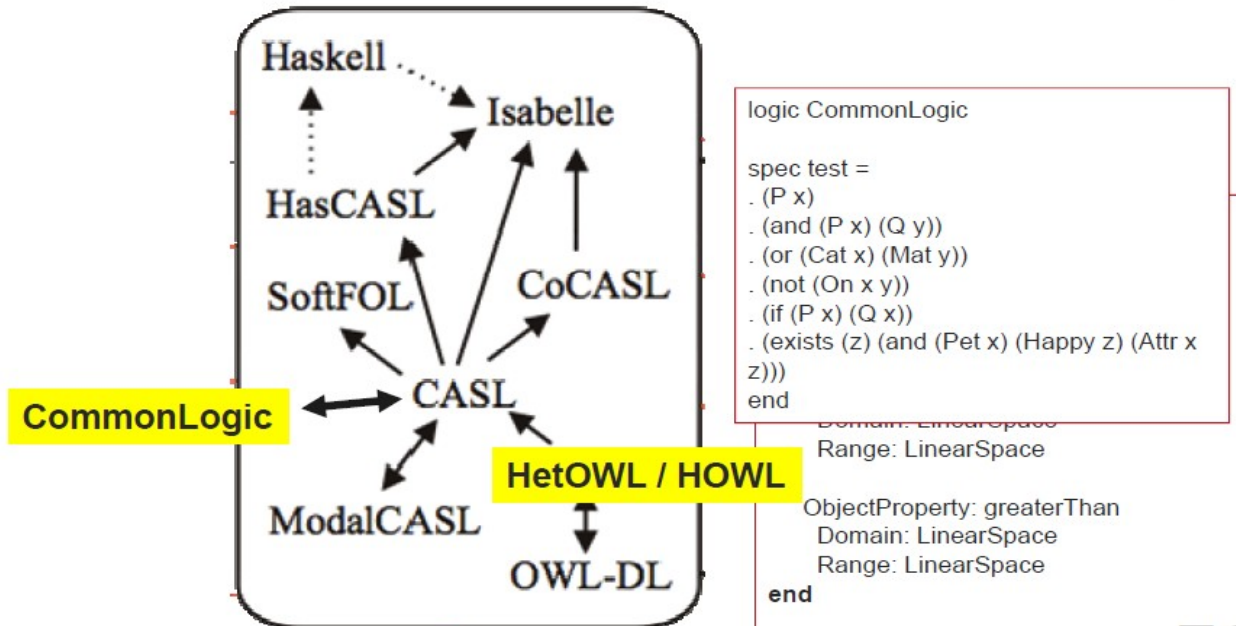 Haskell
Isabelle
HasCASL
SoftFOL
CoCASL
CASL
CommonLogic
HetOWL / HOWL
ModalCASL
OWL-DL
logic CommonLogic
spec test =
. (P x)
. (and (P x) (Q y))
. (or (Cat x) (Mat y))
. (not (On x y))
. (if (P x) (Q x))
. (exists (z) (and (Pet x) (Happy z) (Attr x
z)))
end
Domain: LinearSpace
Range: LinearSpace
ObjectProperty: greaterThan
Domain: LinearSpace
Range: LinearSpace
end